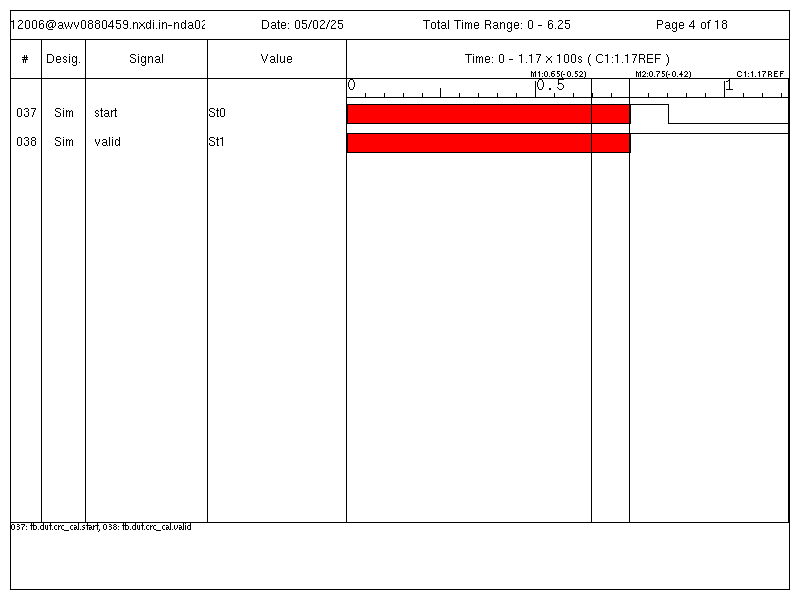 12006@awv0880459.nxdi.in-nda02 Date: 05/02/25 Total Time Range: 0 - 6.25 Page 4 of 18
# Desig. Signal Value Time: 0 - 1.17 x 100s ( C1:1.17REF )
M1:0.65(-0.52) M2:0.75(-0.42) C1:1.17REF
0 0.5 1
037 Sim start St0
038 Sim valid St1
037: tb.dut.crc_cal.start, 038: tb.dut.crc_cal.valid